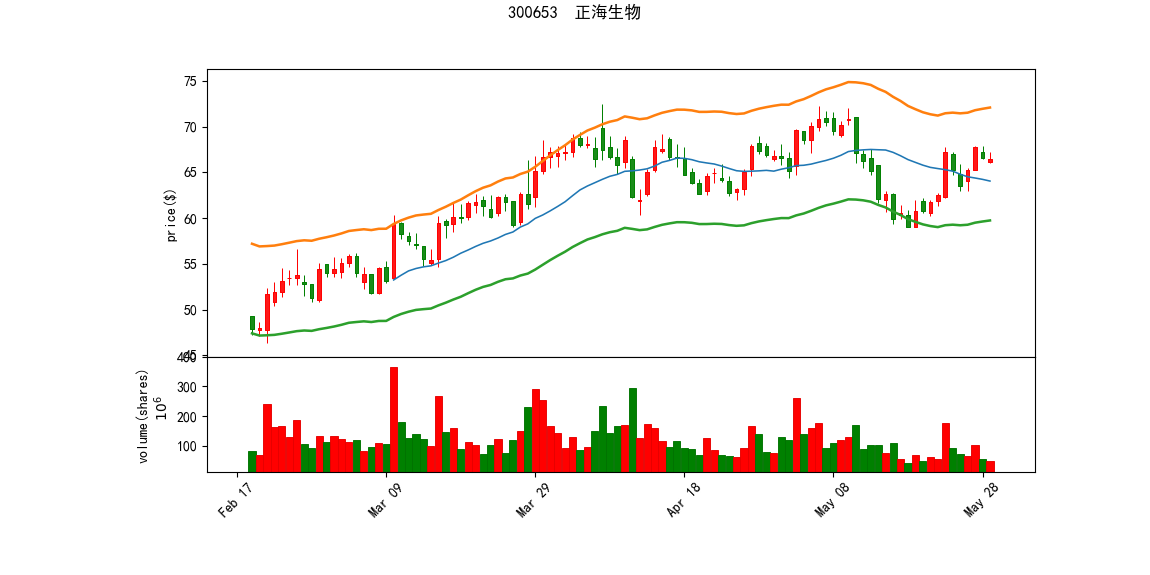 300653 正海生物
price($)
75
70
65
60
55
50
45
volume(shares)
10^6
400
300
200
100
Feb 17
Mar 09
Mar 29
Apr 18
May 08
May 28